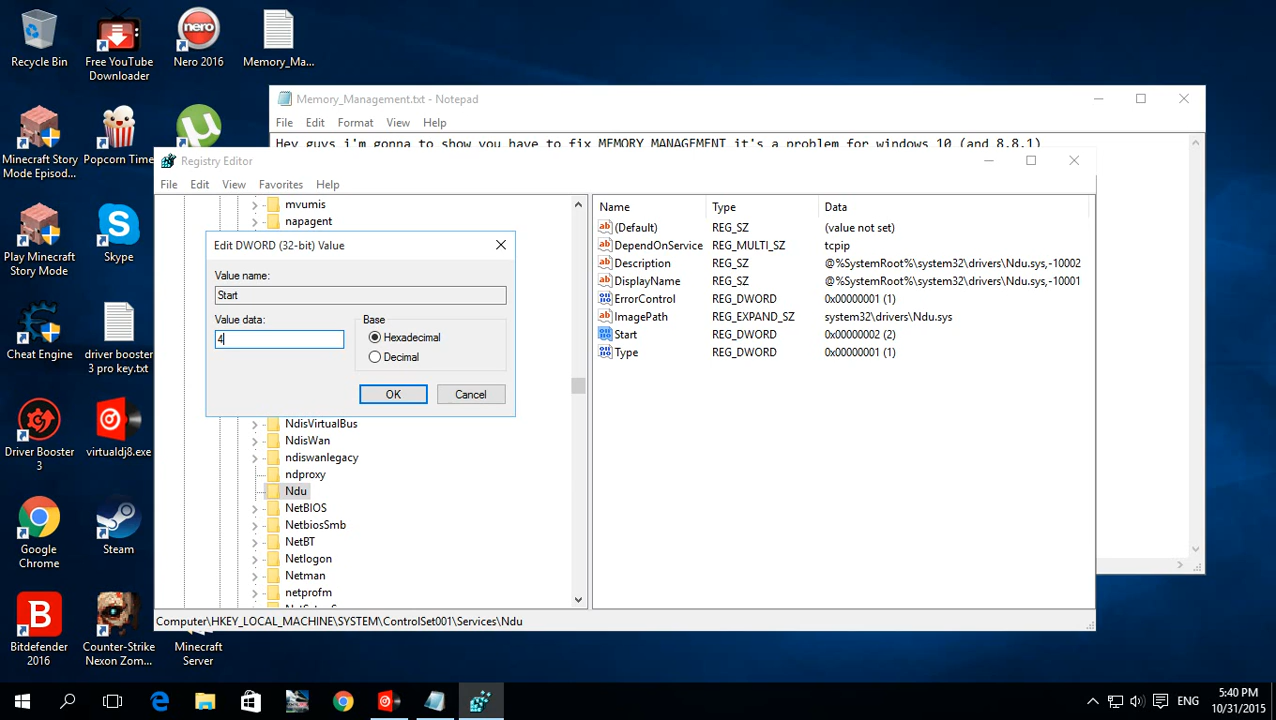 Recycle Bin
Free YouTube
Downloader
nero
Nero 2016
Memory_Ma...
Minecraft Story
Mode Episod...
Popcorn Time
Play Minecraft
Story Mode
Skype
Cheat Engine
driver booster
3 pro key.txt
Driver Booster
3
virtualdj8.exe
Google
Chrome
Steam
B
Bitdefender
2016
Counter-Strike
Nexon Zom...
Minecraft
Server
Memory_Management.txt - Notepad
File Edit Format View Help
Hey guys i'm gonna to show you have to fix MEMORY_MANAGEMENT it's a problem for windows 10 (and 8,8.1)
Registry Editor
File Edit View Favorites Help
mvumis
napagent
NdisVirtualBus
NdisWan
ndiswanlegacy
ndproxy
Ndu
NetBIOS
NetbiosSmb
NetBT
Netlogon
Netman
netprofm
Name Type Data
(Default) REG_SZ (value not set)
DependOnService REG_MULTI_SZ tcpip
Description REG_SZ @%SystemRoot%\system32\drivers\Ndu.sys,-10002
DisplayName REG_SZ @%SystemRoot%\system32\drivers\Ndu.sys,-10001
ErrorControl REG_DWORD 0x00000001 (1)
ImagePath REG_EXPAND_SZ system32\drivers\Ndu.sys
Start REG_DWORD 0x00000002 (2)
Type REG_DWORD 0x00000001 (1)
Computer\HKEY_LOCAL_MACHINE\SYSTEM\ControlSet001\Services\Ndu
Edit DWORD (32-bit) Value
Value name:
Start
Value data:
4
Base
Hexadecimal
Decimal
OK
Cancel
ENG
5:40 PM
10/31/2015